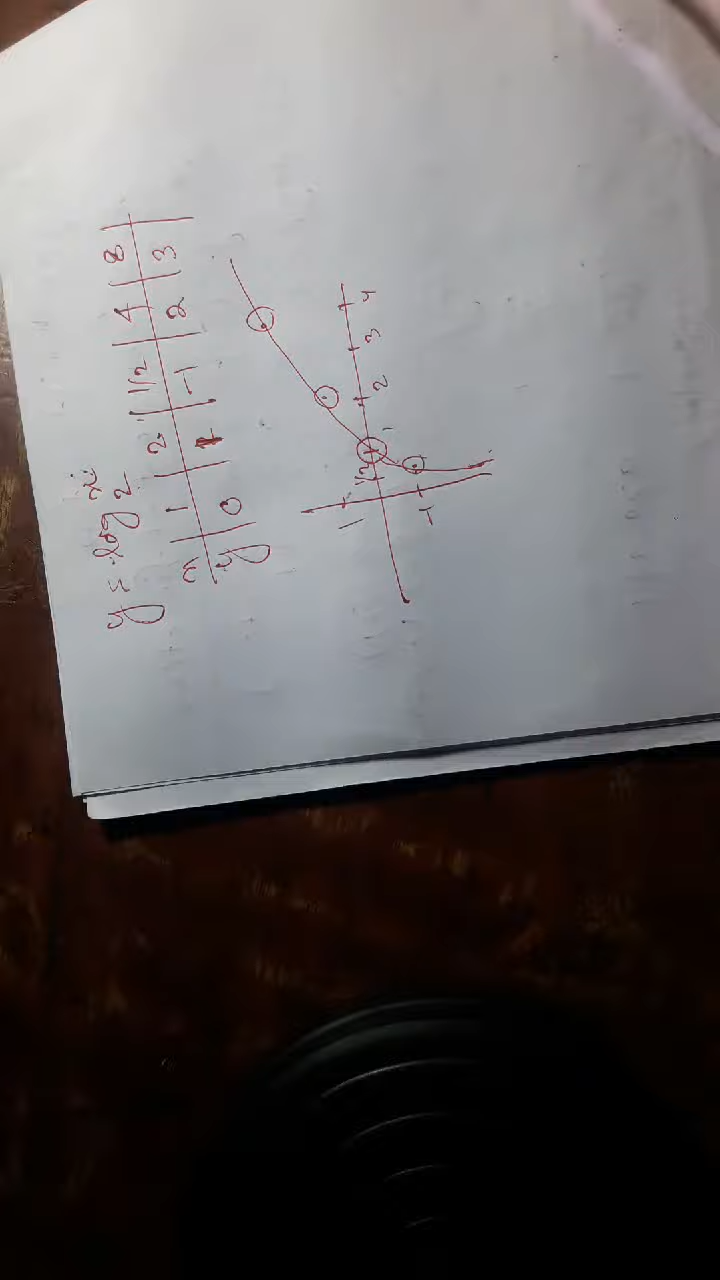 y = log₂ x
x | 1 | 2 | 1/2 | 4 | 8 |
y | 0 | 1 | -1 | 2 | 3 |
1
1/2 1 2 3 4
-1